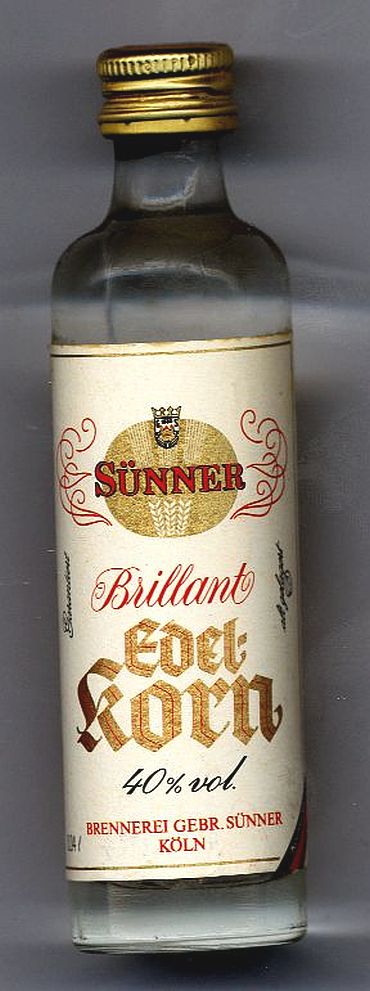 SÜNNER
Brillant
Edel-
Korn
40% vol.
BRENNEREI GEBR. SÜNNER
KÖLN